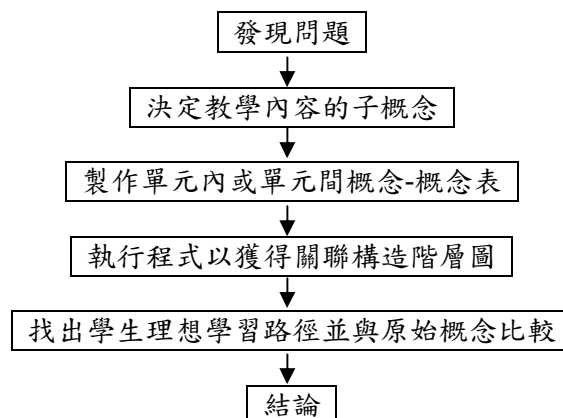 發現問題
決定教學內容的子概念
製作單元內或單元間概念-概念表
執行程式以獲得關聯構造階層圖
找出學生理想學習路徑並與原始概念比較
結論